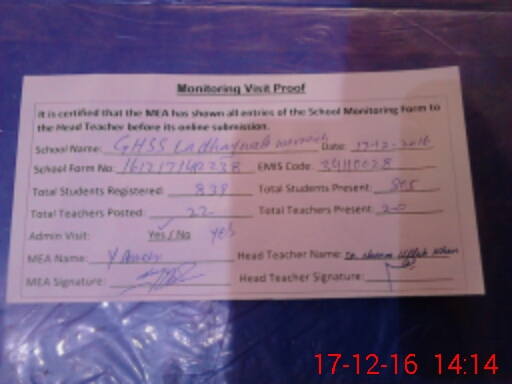 Monitoring Visit Proof
It is certified that the MEA has shown all entries of the School Monitoring Form to
the Head Teacher before its online submission.
School Name: GHSS Date: 17-12-2016
School Form No: EMIS Code:
Total Students Registered: 838 Total Students Present: 805
Total Teachers Posted: 22 Total Teachers Present: 20
Admin Visit: Yes / No Yes
MEA Name: Head Teacher Name: Khan
MEA Signature: Head Teacher Signature:
17-12-16 14:14